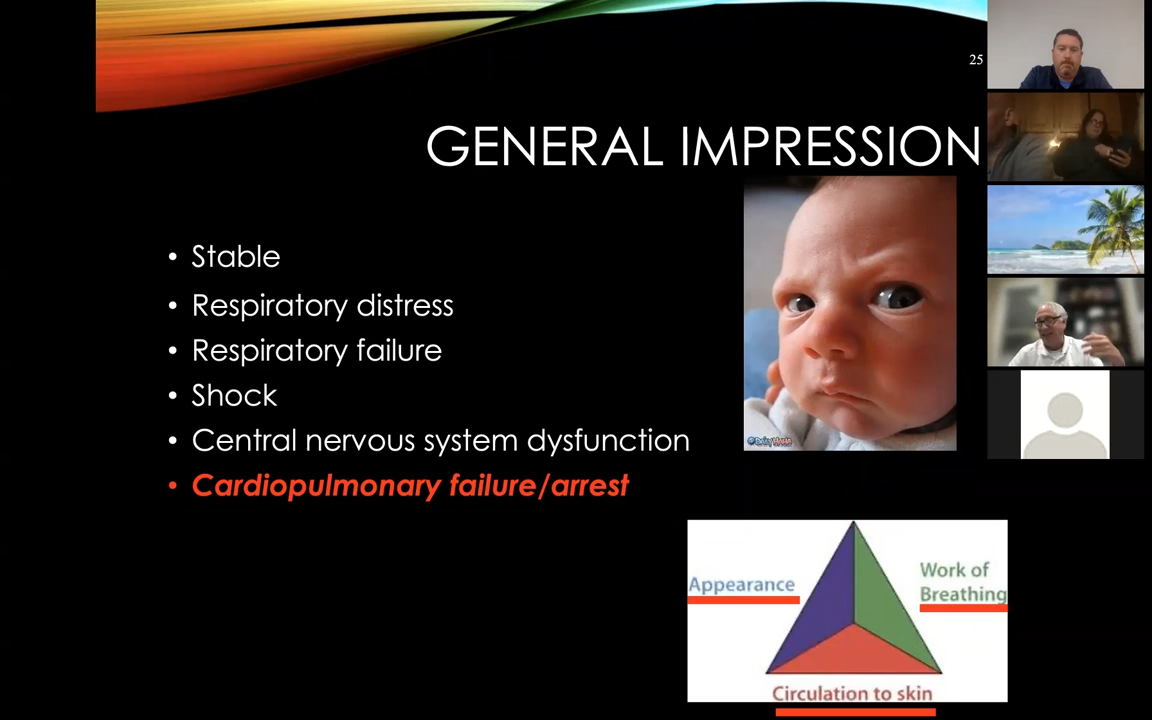 25
GENERAL IMPRESSION
• Stable
• Respiratory distress
• Respiratory failure
• Shock
• Central nervous system dysfunction
• Cardiopulmonary failure/arrest
Appearance
Work of
Breathing
Circulation to skin